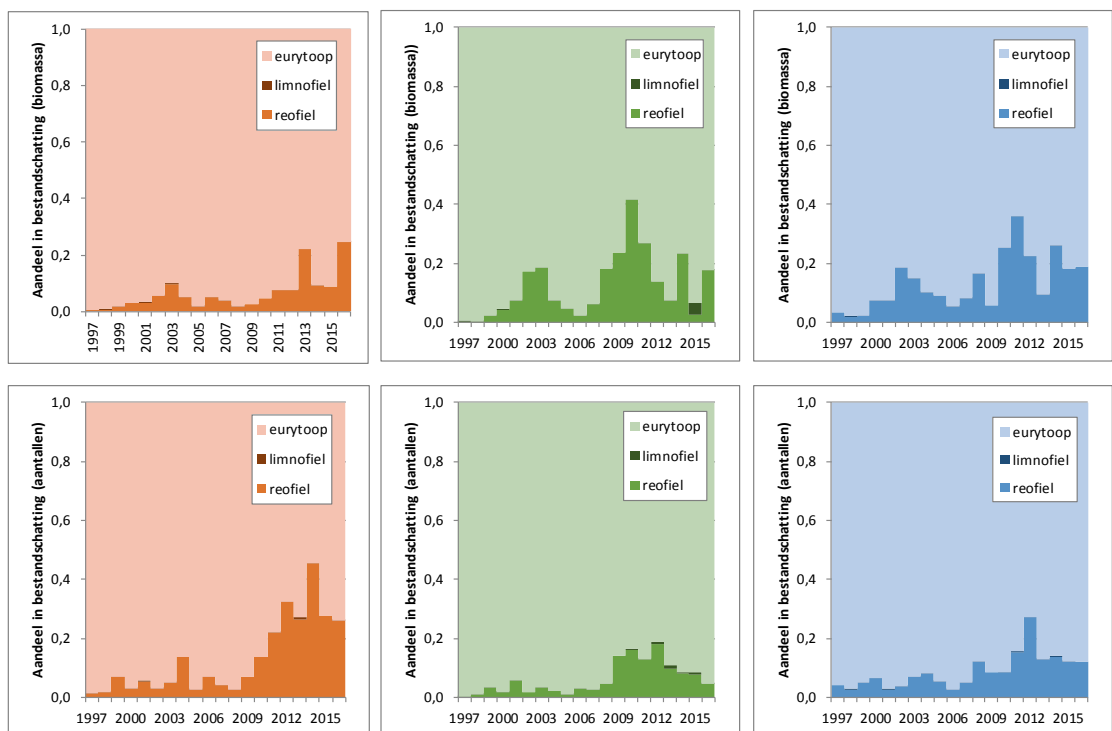 Aandeel in bestandschatting (biomassa)
1,0
0,8
0,6
0,4
0,2
0,0
eurytoop
limnofiel
reofiel
1997
1999
2001
2003
2005
2007
2009
2011
2013
2015
Aandeel in bestandschatting (biomassa))
1,0
0,8
0,6
0,4
0,2
0,0
eurytoop
limnofiel
reofiel
1997 2000 2003 2006 2009 2012 2015
Aandeel in bestandschatting (biomassa)
1,0
0,8
0,6
0,4
0,2
0,0
eurytoop
limnofiel
reofiel
1997 2000 2003 2006 2009 2012 2015
Aandeel in bestandschatting (aantallen)
1,0
0,8
0,6
0,4
0,2
0,0
eurytoop
limnofiel
reofiel
1997 2000 2003 2006 2009 2012 2015
Aandeel in bestandschatting (aantallen)
1,0
0,8
0,6
0,4
0,2
0,0
eurytoop
limnofiel
reofiel
1997 2000 2003 2006 2009 2012 2015
Aandeel in bestandschatting (aantallen)
1,0
0,8
0,6
0,4
0,2
0,0
eurytoop
limnofiel
reofiel
1997 2000 2003 2006 2009 2012 2015